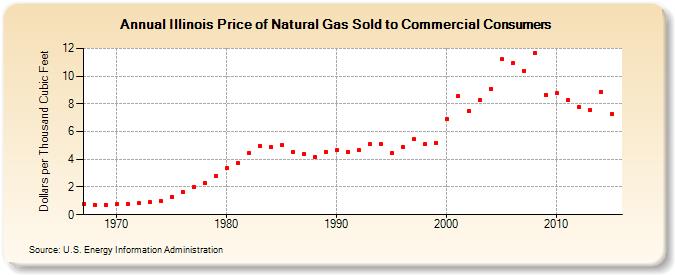 Annual Illinois Price of Natural Gas Sold to Commercial Consumers
Dollars per Thousand Cubic Feet
12
10
8
6
4
2
0
1970 1980 1990 2000 2010
Source: U.S. Energy Information Administration